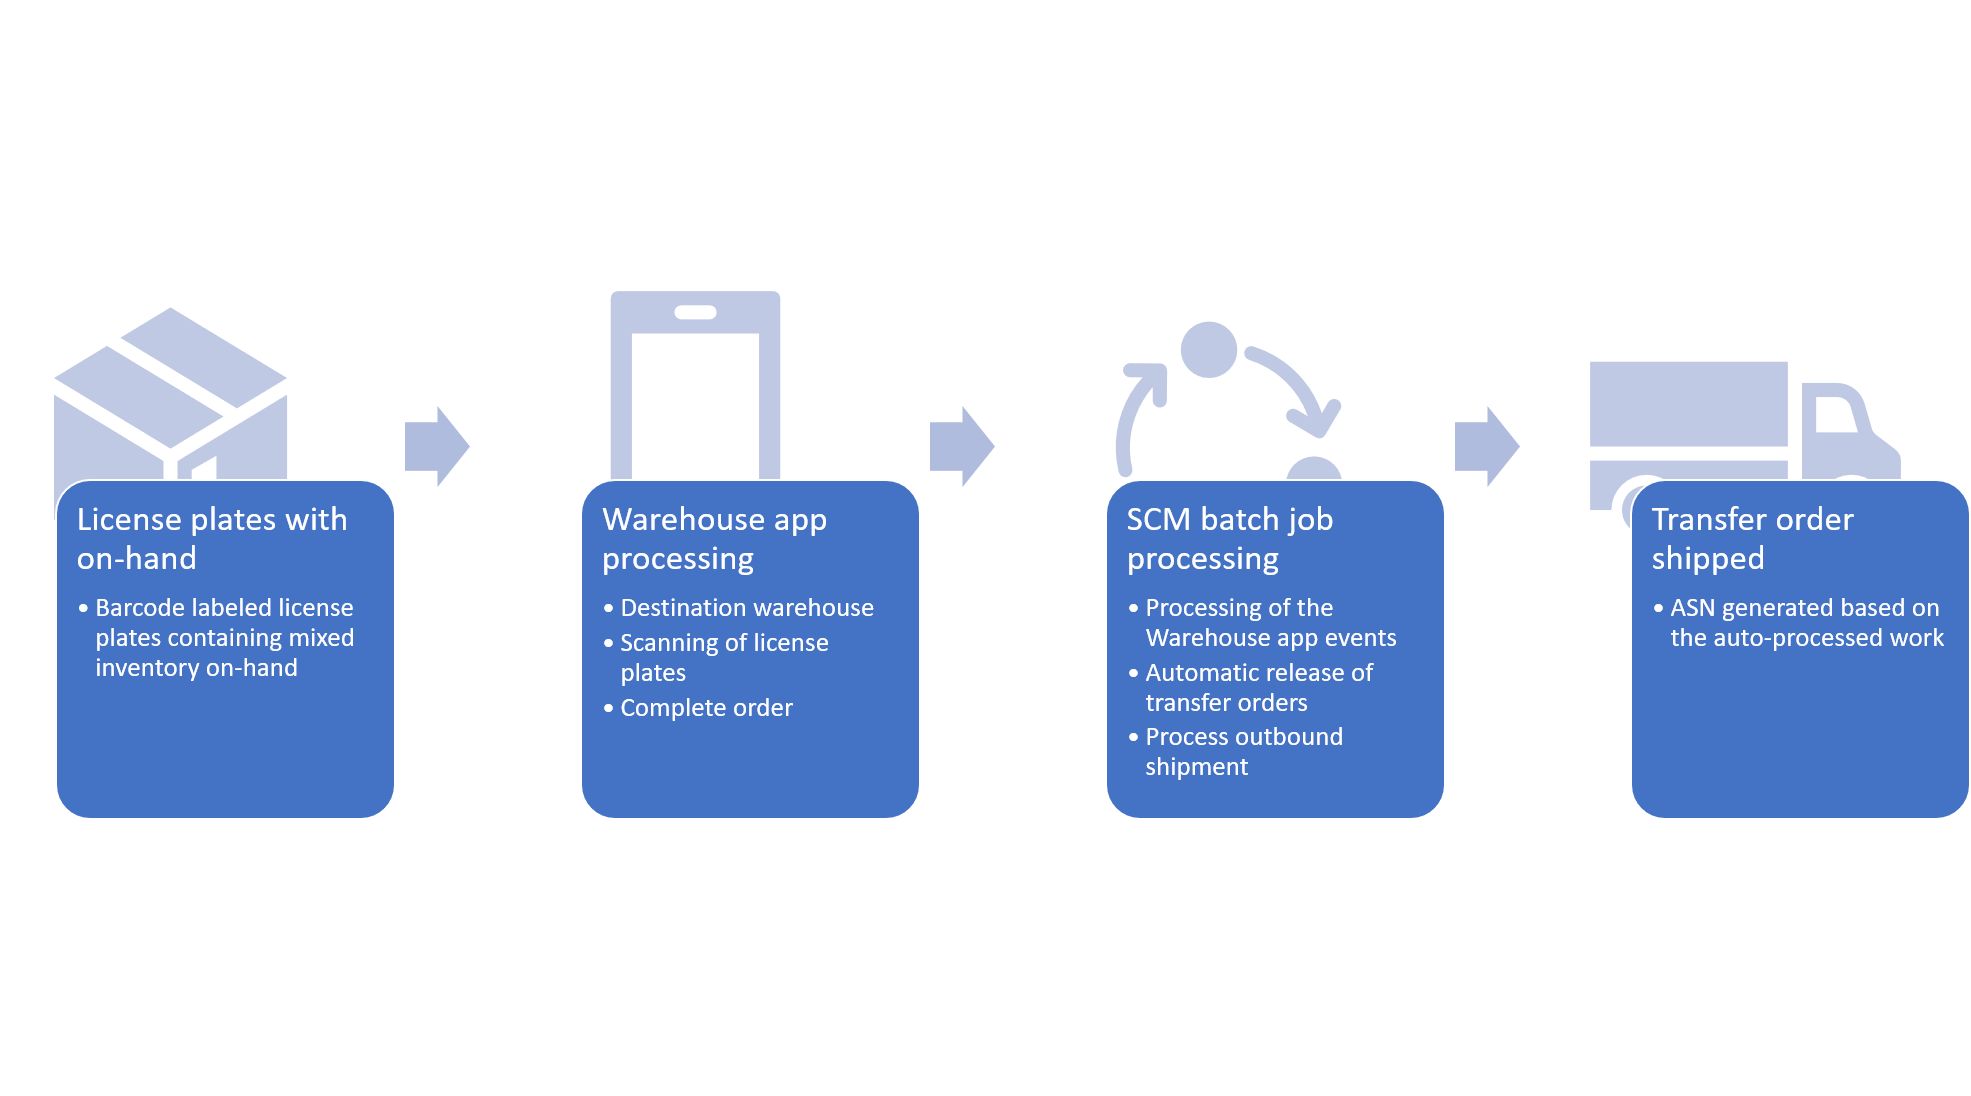 License plates with
on-hand
• Barcode labeled license
plates containing mixed
inventory on-hand
Warehouse app
processing
• Destination warehouse
• Scanning of license
plates
• Complete order
SCM batch job
processing
• Processing of the
Warehouse app events
• Automatic release of
transfer orders
• Process outbound
shipment
Transfer order
shipped
• ASN generated based on
the auto-processed work